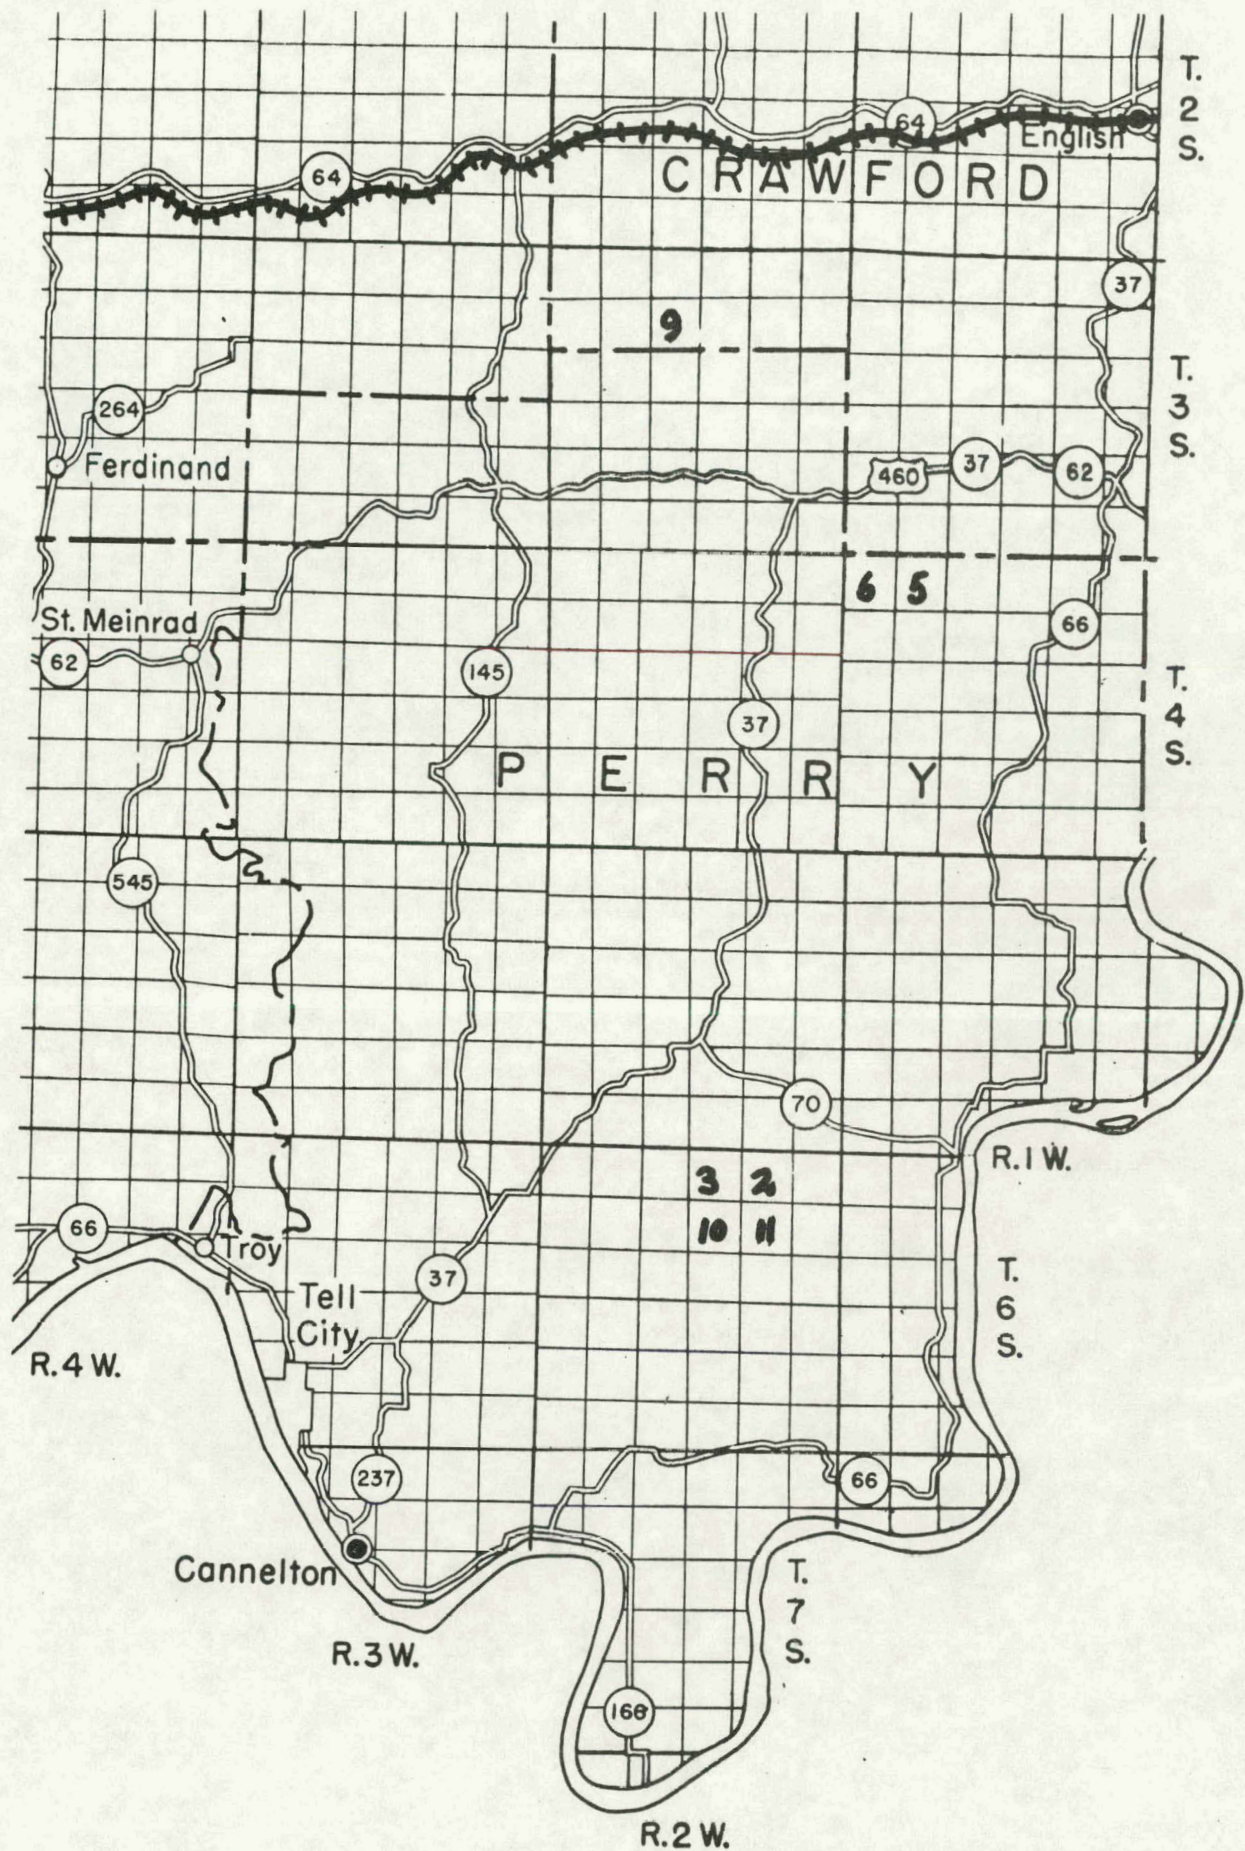 T.
2
S.
64
English
64
CRAWFORD
37
9
T.
3
S.
264
Ferdinand
460
37
62
6 5
St. Meinrad
62
66
145
T.
4
S.
37
PERRY
545
70
R.1 W.
3 2
10 11
66
Troy
37
Tell
City
T.
6
S.
R.4 W.
237
66
Cannelton
T.
7
S.
R.3 W.
166
R.2 W.